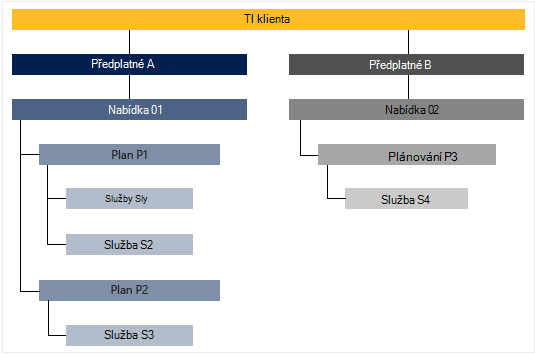 TI klienta
Předplatné A
Předplatné B
Nabídka 01
Nabídka 02
Plan P1
Plánování P3
Služby Sly
Služba S4
Služba S2
Plan P2
Služba S3